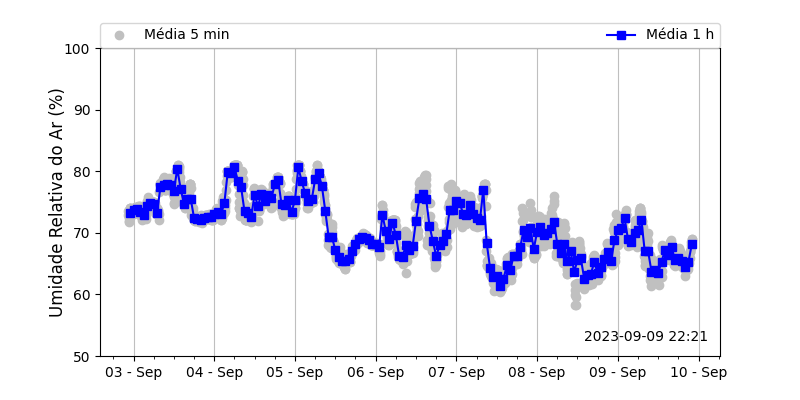 Média 5 min
Média 1 h
Umidade Relativa do Ar (%)
100
90
80
70
60
50
2023-09-09 22:21
03 - Sep
04 - Sep
05 - Sep
06 - Sep
07 - Sep
08 - Sep
09 - Sep
10 - Sep